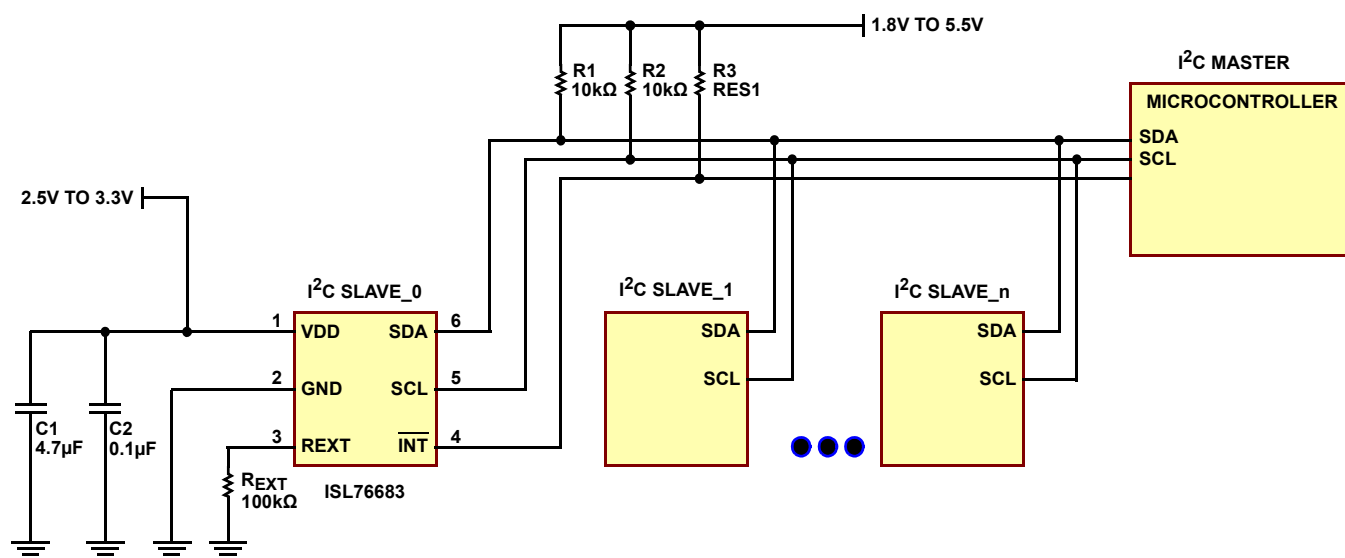 1.8V TO 5.5V
I²C MASTER
R1
10kΩ
R2
10kΩ
R3
RES1
MICROCONTROLLER
SDA
SCL
2.5V TO 3.3V
I²C SLAVE_0
I²C SLAVE_1
I²C SLAVE_n
1
VDD
SDA
6
SDA
SDA
2
GND
SCL
5
SCL
SCL
3
REXT
INT
4
C1
4.7µF
C2
0.1µF
REXT
100kΩ
ISL76683